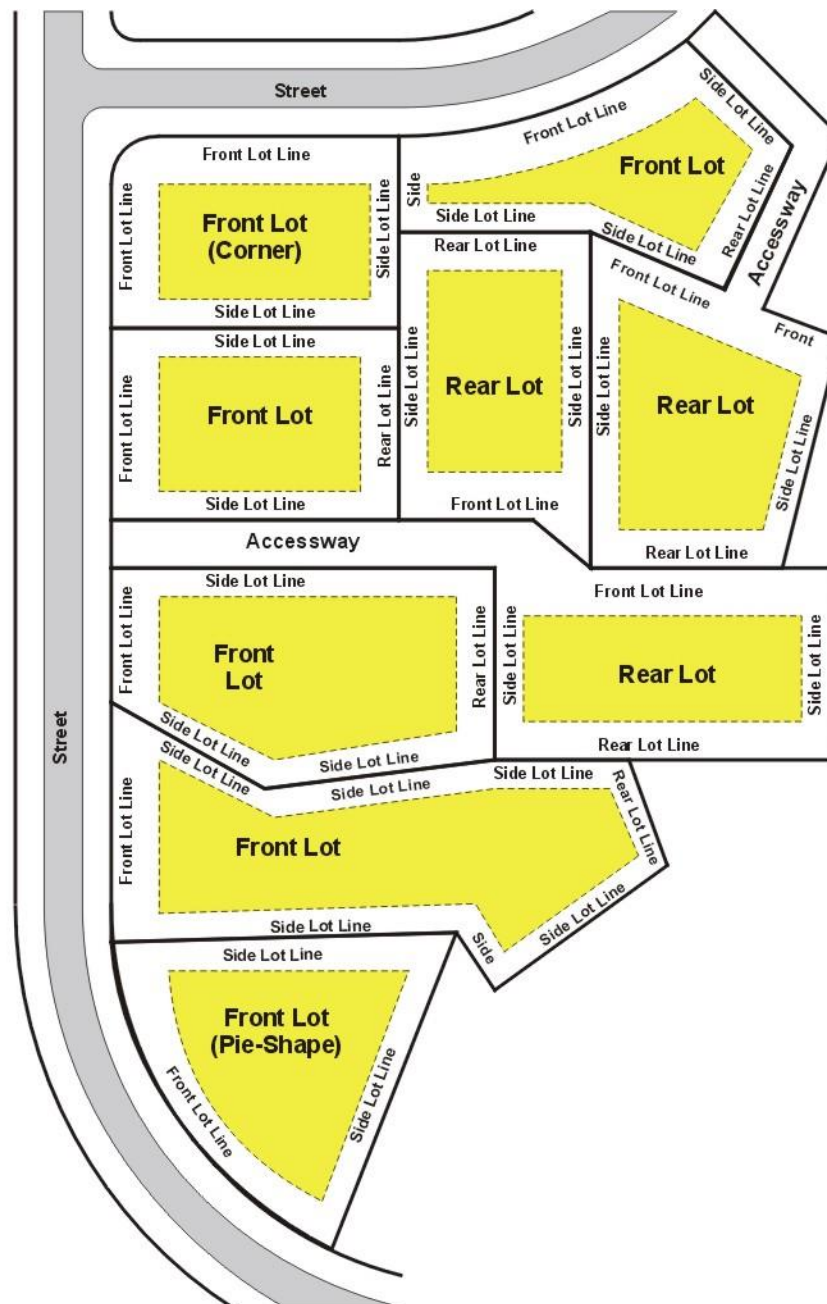 Street
Front Lot Line
Front Lot Line
Front Lot
(Corner)
Side Lot Line
Side Lot Line
Front Lot Line
Side Lot Line
Front Lot
Side
Side Lot Line
Side Lot Line
Rear Lot Line
Accessway
Side Lot Line
Front Lot Line
Front Lot
Rear Lot Line
Side Lot Line
Rear Lot Line
Side Lot Line
Rear Lot
Side Lot Line
Front Lot Line
Front Lot Line
Front
Side Lot Line
Rear Lot
Side Lot Line
Rear Lot Line
Accessway
Side Lot Line
Front Lot Line
Front
Lot
Rear Lot Line
Side Lot Line
Side Lot Line
Front Lot Line
Side Lot Line
Rear Lot
Side Lot Line
Rear Lot Line
Street
Side Lot Line
Side Lot Line
Side Lot Line
Rear Lot Line
Front Lot Line
Front Lot
Side Lot Line
Side
Side Lot Line
Side Lot Line
Front Lot
(Pie-Shape)
Front Lot Line
Side Lot Line